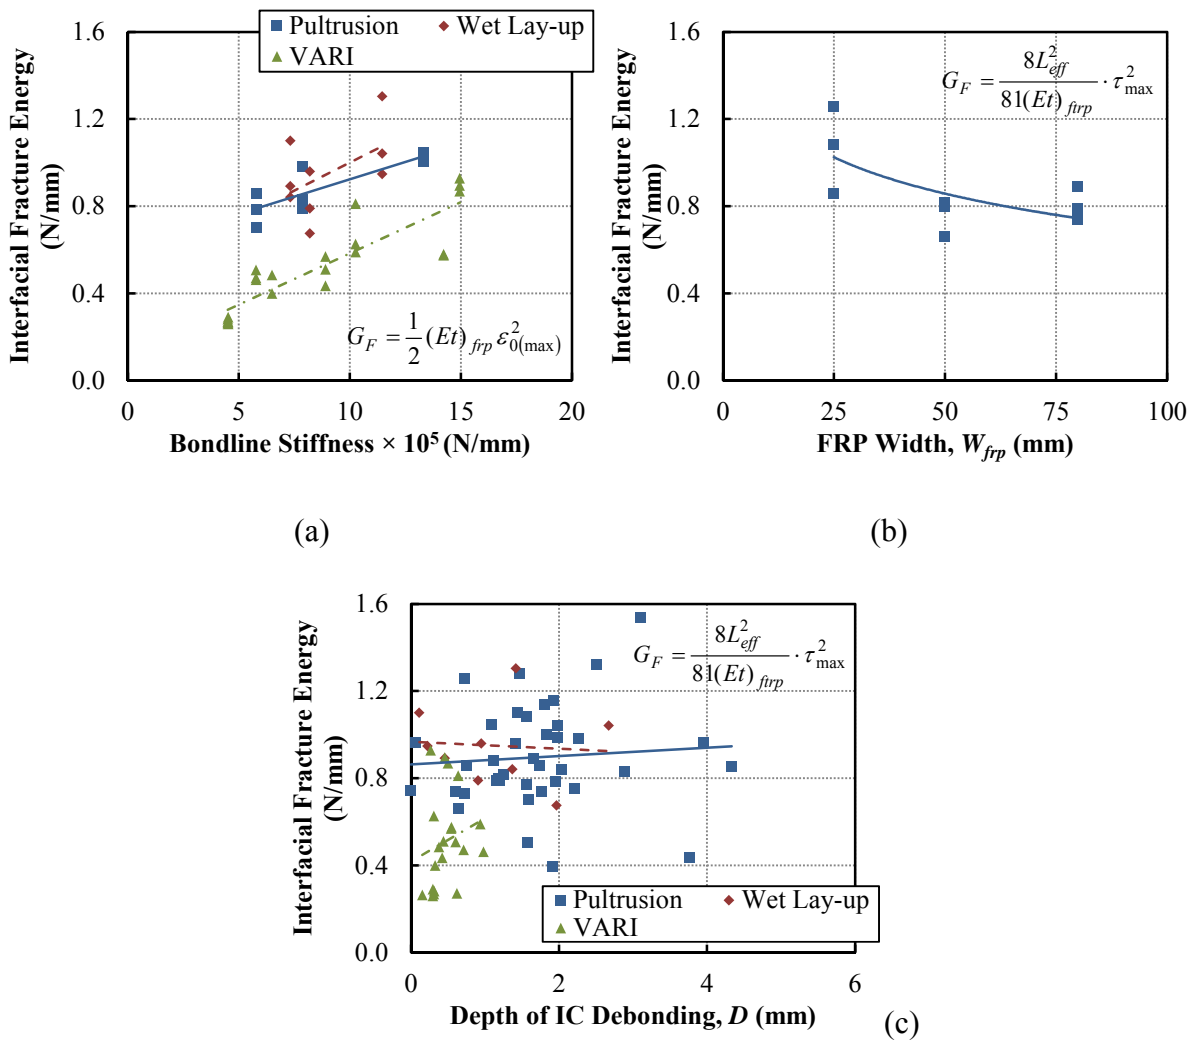 Pultrusion
Wet Lay-up
VARI
Interfacial Fracture Energy
(N/mm)
1.6
1.2
0.8
0.4
0.0
G_F = 1/2 (Et)_frp ε²_0(max)
0 5 10 15 20
Bondline Stiffness × 10⁵ (N/mm)
(a)
Interfacial Fracture Energy
(N/mm)
1.6
1.2
0.8
0.4
0.0
G_F = 8L²_eff / 81(Et)_ftrp · τ²_max
0 25 50 75 100
FRP Width, W_frp (mm)
(b)
Interfacial Fracture Energy
(N/mm)
1.6
1.2
0.8
0.4
0.0
G_F = 8L²_eff / 81(Et)_ftrp · τ²_max
Pultrusion
Wet Lay-up
VARI
0 2 4 6
Depth of IC Debonding, D (mm)
(c)